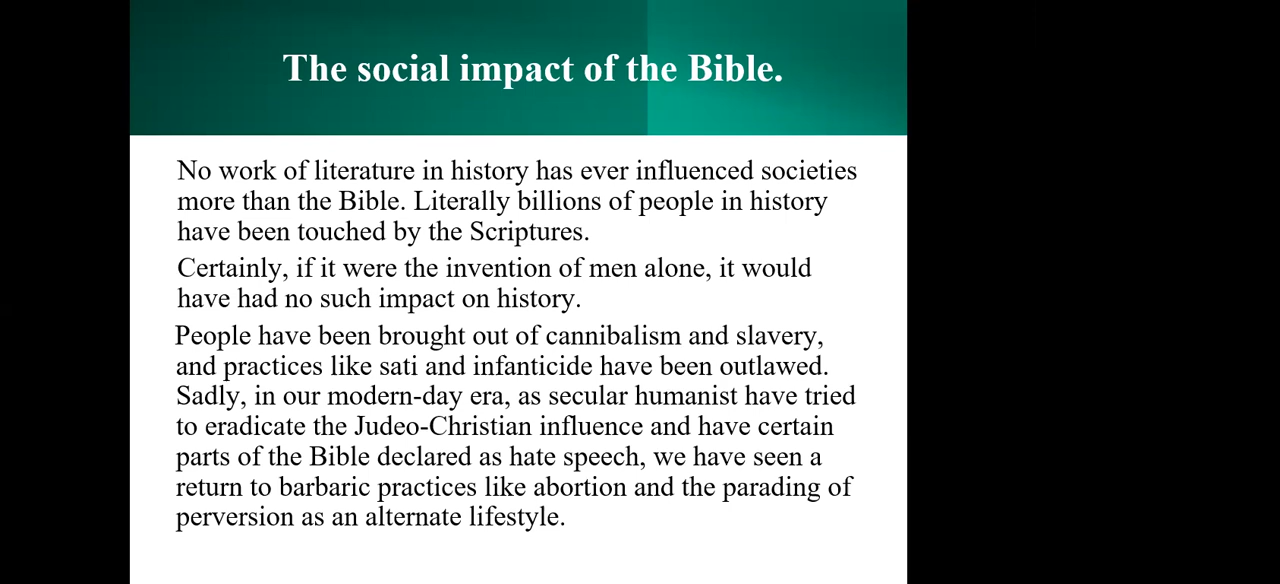 The social impact of the Bible.
No work of literature in history has ever influenced societies
more than the Bible. Literally billions of people in history
have been touched by the Scriptures.
Certainly, if it were the invention of men alone, it would
have had no such impact on history.
People have been brought out of cannibalism and slavery,
and practices like sati and infanticide have been outlawed.
Sadly, in our modern-day era, as secular humanist have tried
to eradicate the Judeo-Christian influence and have certain
parts of the Bible declared as hate speech, we have seen a
return to barbaric practices like abortion and the parading of
perversion as an alternate lifestyle.